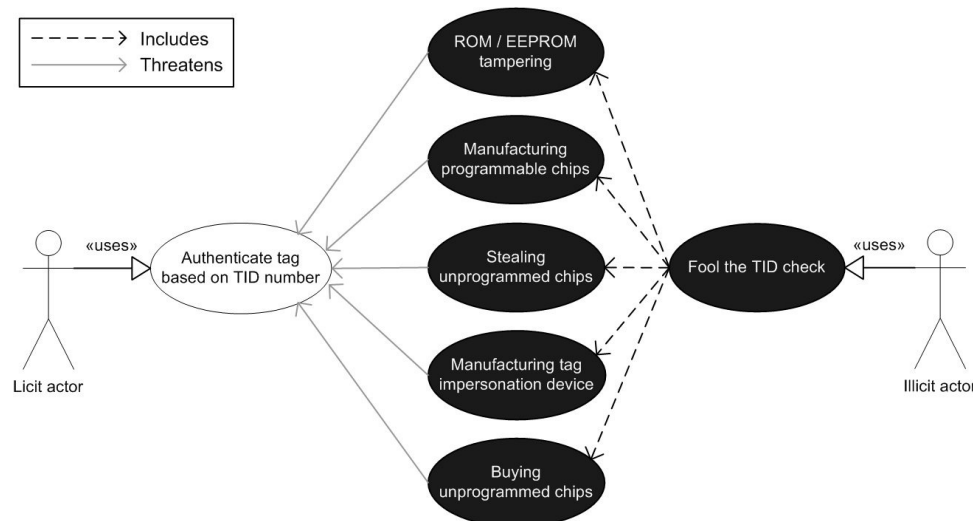 Includes
Threatens
ROM / EEPROM
tampering
Manufacturing
programmable chips
«uses»
Authenticate tag
based on TID number
Stealing
unprogrammed chips
Fool the TID check
«uses»
Licit actor
Manufacturing tag
impersonation device
Illicit actor
Buying
unprogrammed chips